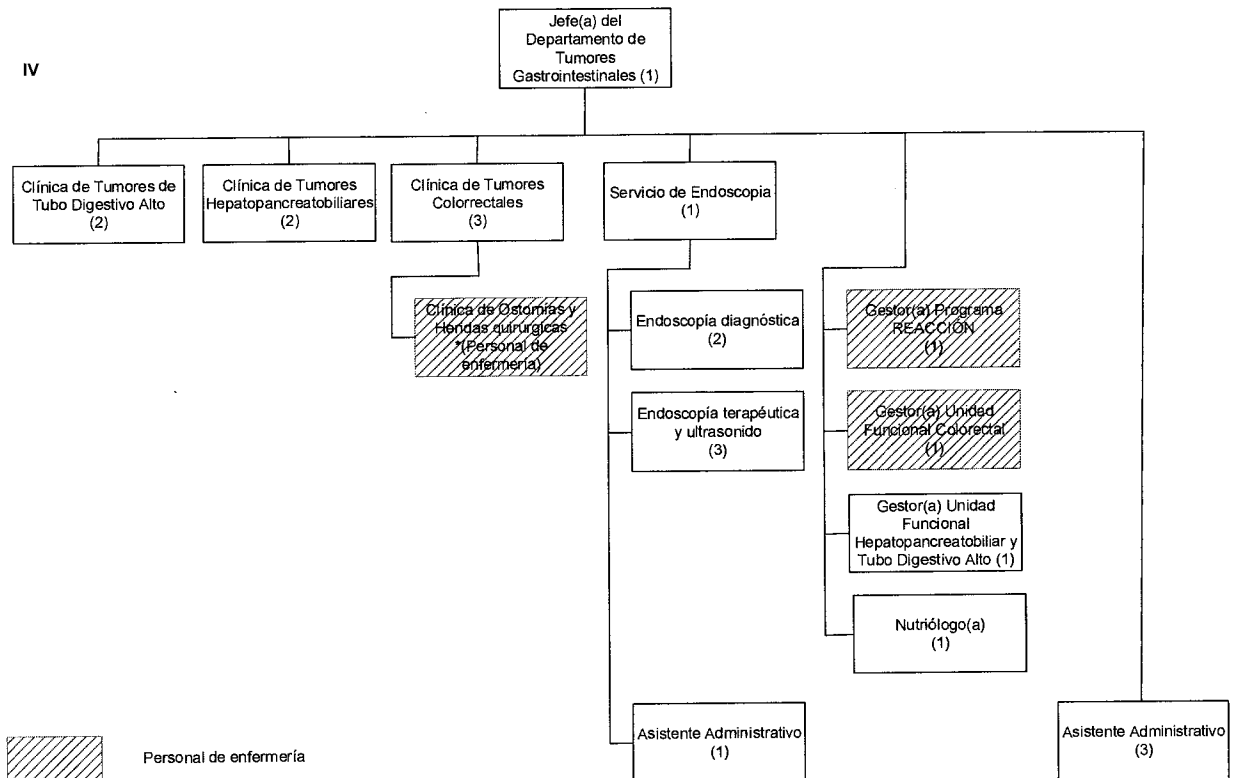 Jefe(a) del
Departamento de
Tumores
Gastrointestinales (1)
IV
Clínica de Tumores de
Tubo Digestivo Alto
(2)
Clínica de Tumores
Hepatopancreatobiliares
(2)
Clínica de Tumores
Colorrectales
(3)
Servicio de Endoscopia
(1)
Clínica de Ostomías y
Heridas quirurgicas
*(Personal de
enfermería)
Endoscopía diagnóstica
(2)
Endoscopía terapéutica
y ultrasonido
(3)
Gestor(a) Programa
REACCIÓN
(1)
Gestor(a) Unidad
Funcional Colorectal
(1)
Gestor(a) Unidad
Funcional
Hepatopancreatobiliar y
Tubo Digestivo Alto (1)
Nutriólogo(a)
(1)
Asistente Administrativo
(1)
Asistente Administrativo
(3)
Personal de enfermería